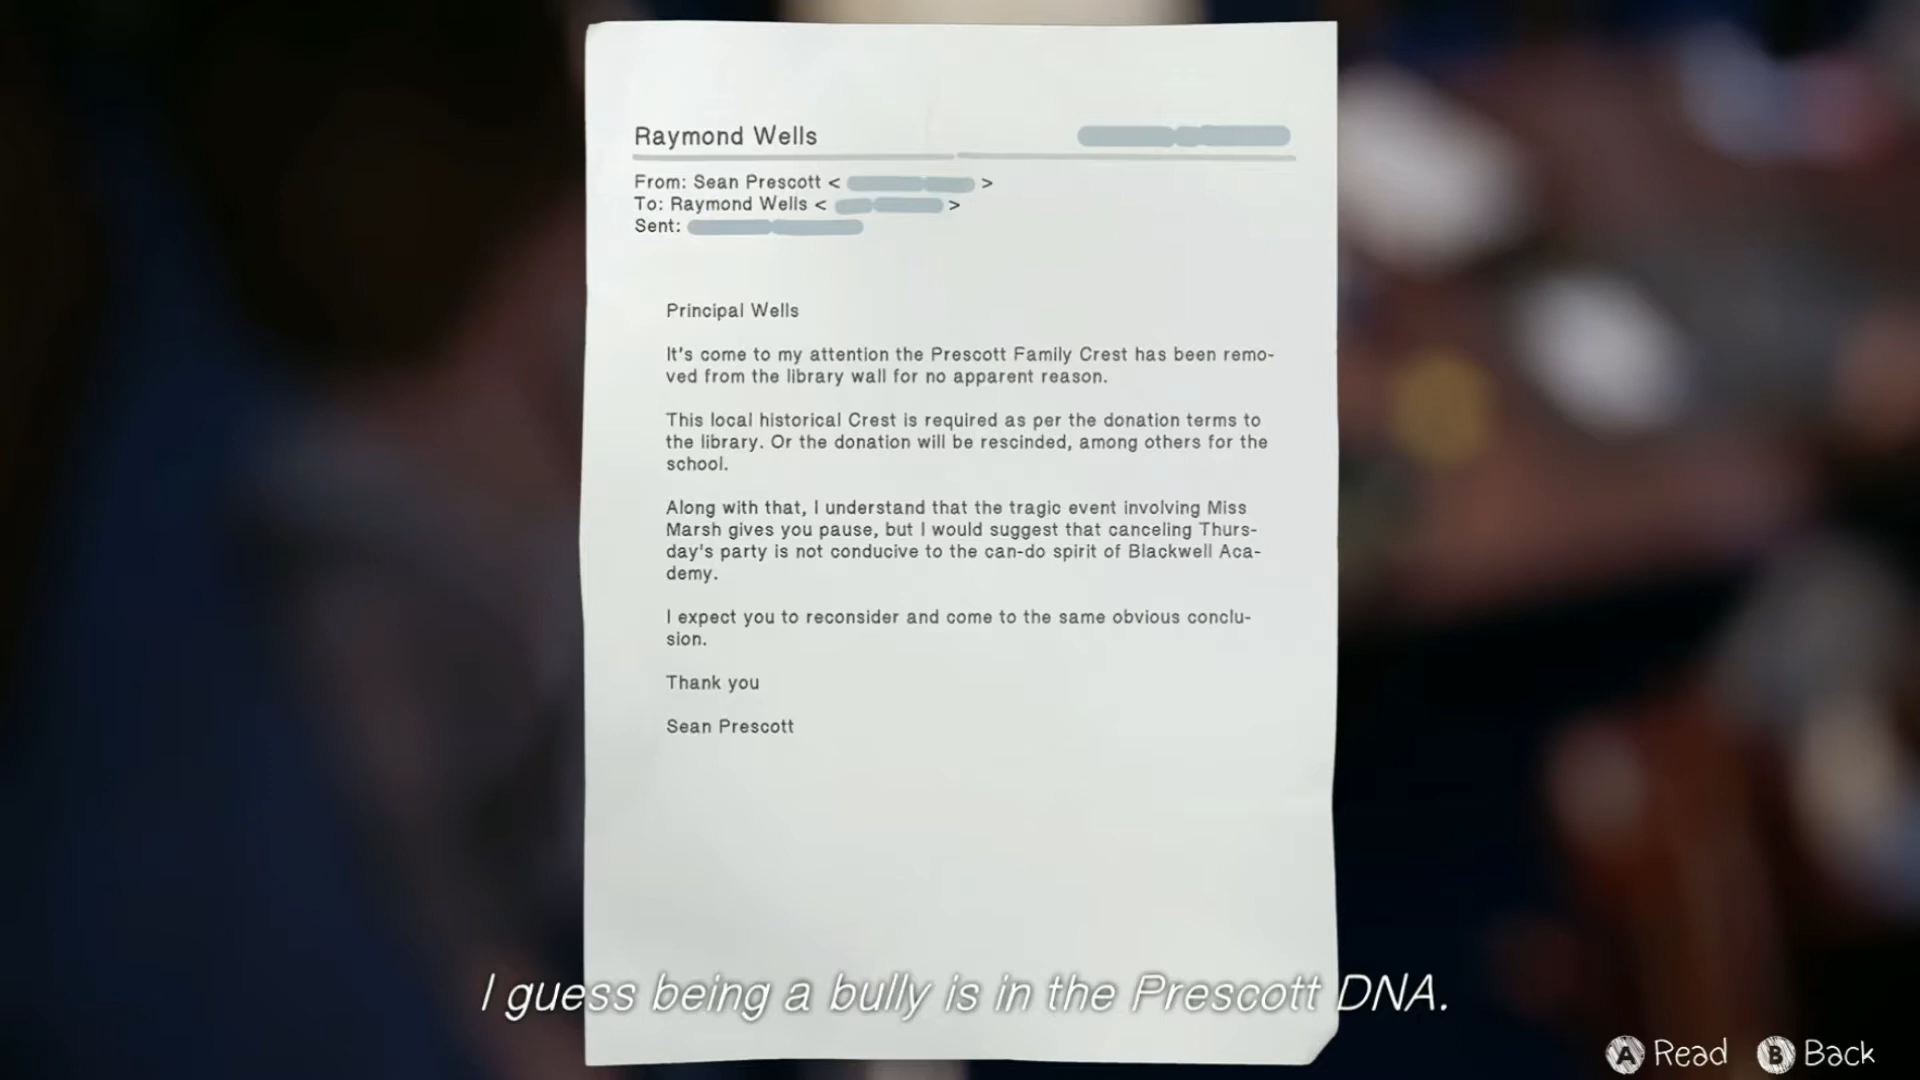 Raymond Wells
From: Sean Prescott < >
To: Raymond Wells < >
Sent:
Principal Wells
It's come to my attention the Prescott Family Crest has been remo-
ved from the library wall for no apparent reason.
This local historical Crest is required as per the donation terms to
the library. Or the donation will be rescinded, among others for the
school.
Along with that, I understand that the tragic event involving Miss
Marsh gives you pause, but I would suggest that canceling Thurs-
day's party is not conducive to the can-do spirit of Blackwell Aca-
demy.
I expect you to reconsider and come to the same obvious conclu-
sion.
Thank you
Sean Prescott
I guess being a bully is in the Prescott DNA.
A Read B Back